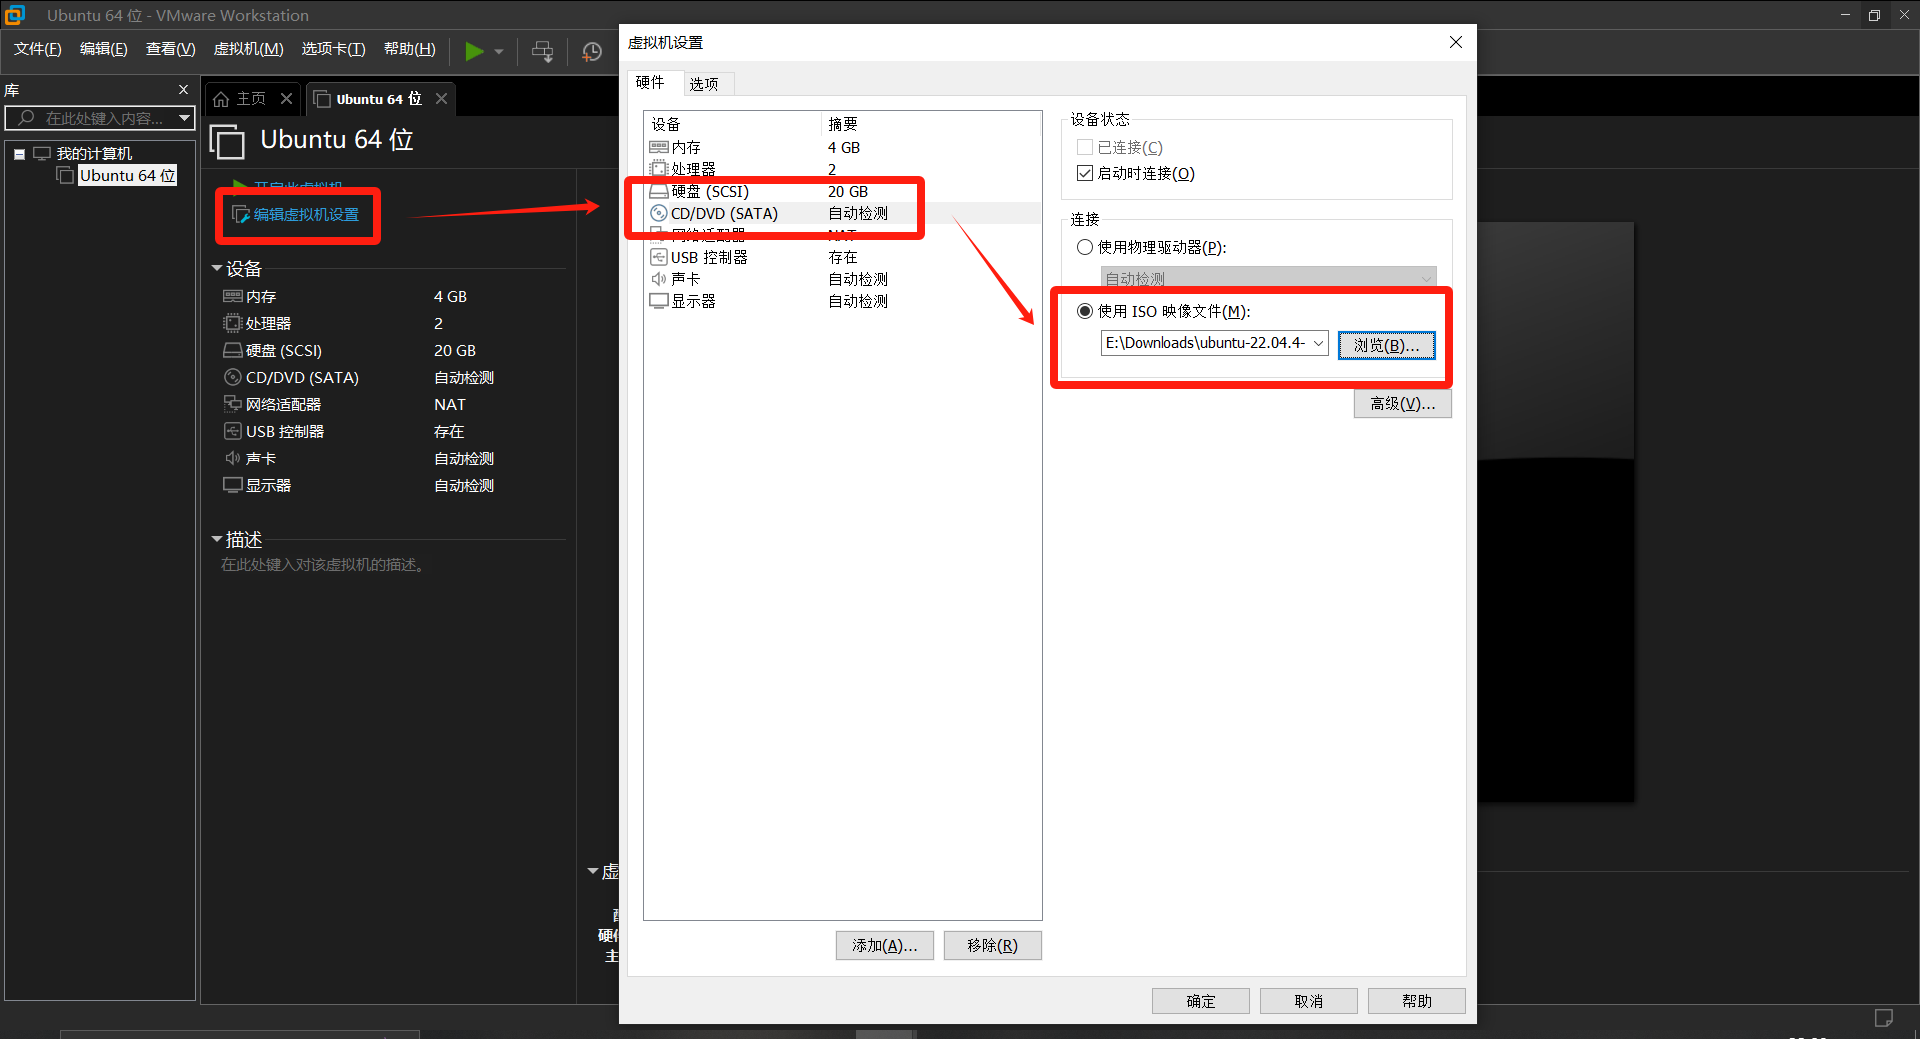 Ubuntu 64 位 - VMware Workstation
文件(F) 编辑(E) 查看(V) 虚拟机(M) 选项卡(T) 帮助(H)
库
在此处键入内容...
我的计算机
Ubuntu 64 位
主页
Ubuntu 64 位
Ubuntu 64 位
开启此虚拟机
编辑虚拟机设置
设备
内存 4 GB
处理器 2
硬盘 (SCSI) 20 GB
CD/DVD (SATA) 自动检测
网络适配器 NAT
USB 控制器 存在
声卡 自动检测
显示器 自动检测
描述
在此处键入对该虚拟机的描述。
虚
虚拟机设置
硬件 选项
设备 摘要
内存 4 GB
处理器 2
硬盘 (SCSI) 20 GB
CD/DVD (SATA) 自动检测
网络适配器 NAT
USB 控制器 存在
声卡 自动检测
显示器 自动检测
添加(A)... 移除(R)
设备状态
已连接(C)
启动时连接(O)
连接
使用物理驱动器(P):
自动检测
使用 ISO 映像文件(M):
E:\Downloads\ubuntu-22.04.4-
浏览(B)...
高级(V)...
确定 取消 帮助